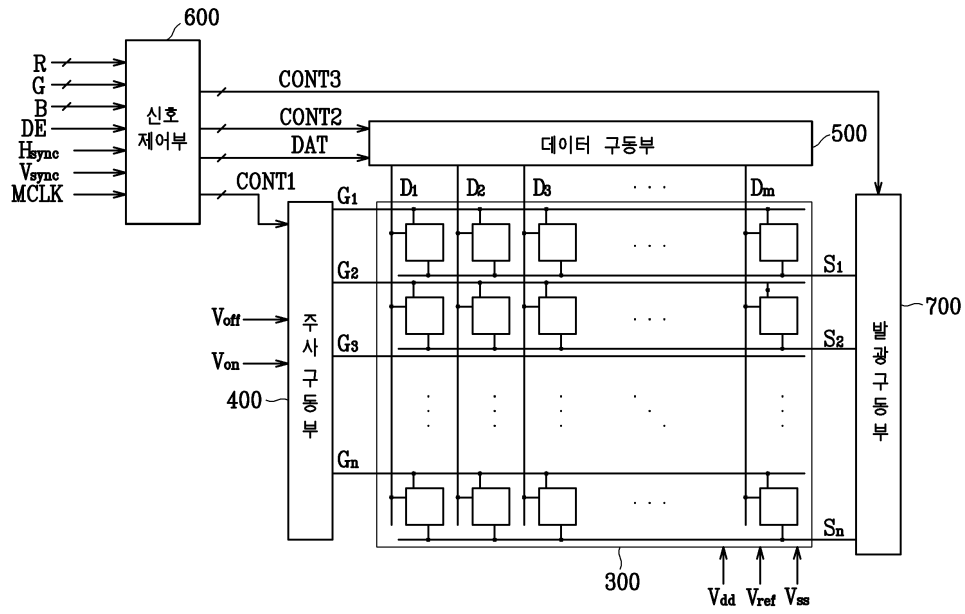 600
R
G
B
DE
Hsync
Vsync
MCLK
신호
제어부
CONT3
CONT2
DAT
CONT1
데이터 구동부
500
D1 D2 D3 . . . Dm
G1
S1
G2
S2
G3
Gn
Sn
Voff
Von
400
주사구동부
발광구동부
700
300
Vdd Vref Vss